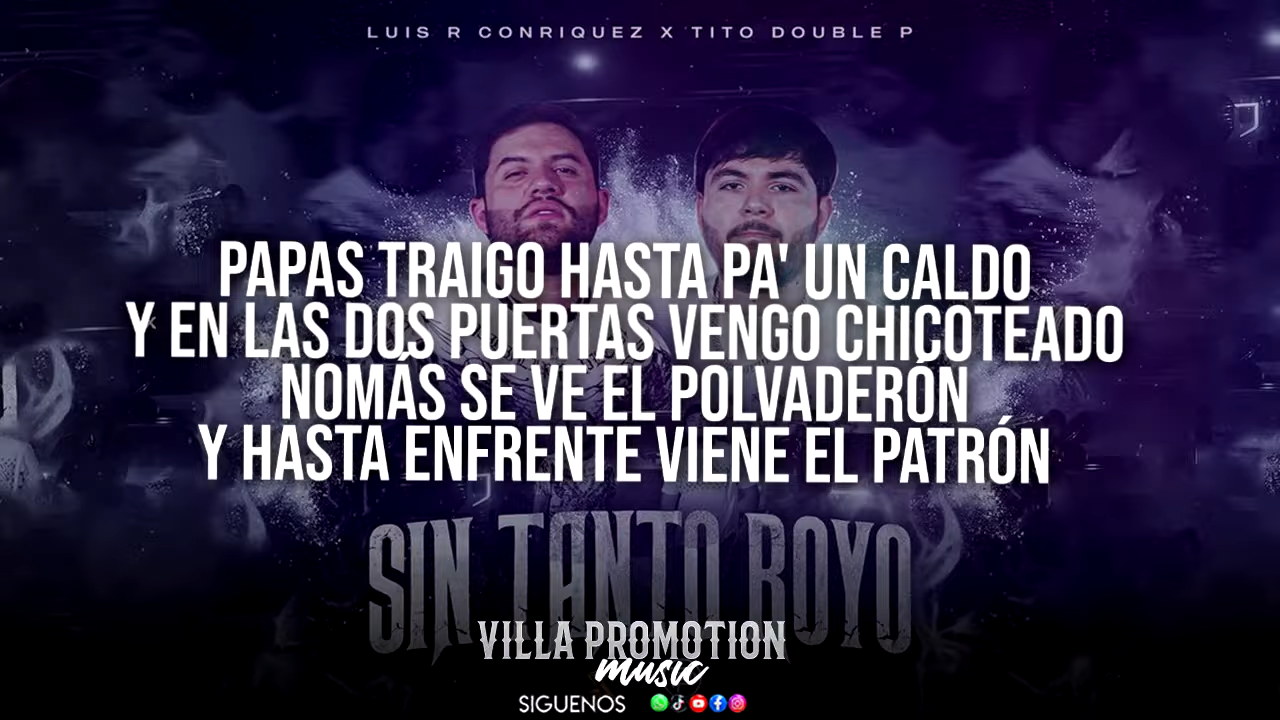 LUIS R CONRIQUEZ X TITO DOUBLE P
PAPAS TRAIGO HASTA PA' UN CALDO
Y EN LAS DOS PUERTAS VENGO CHICOTEADO
NOMÁS SE VE EL POLVADERÓN
Y HASTA ENFRENTE VIENE EL PATRÓN
SIN TANTO ROYO
VILLA PROMOTION
music
SIGUENOS